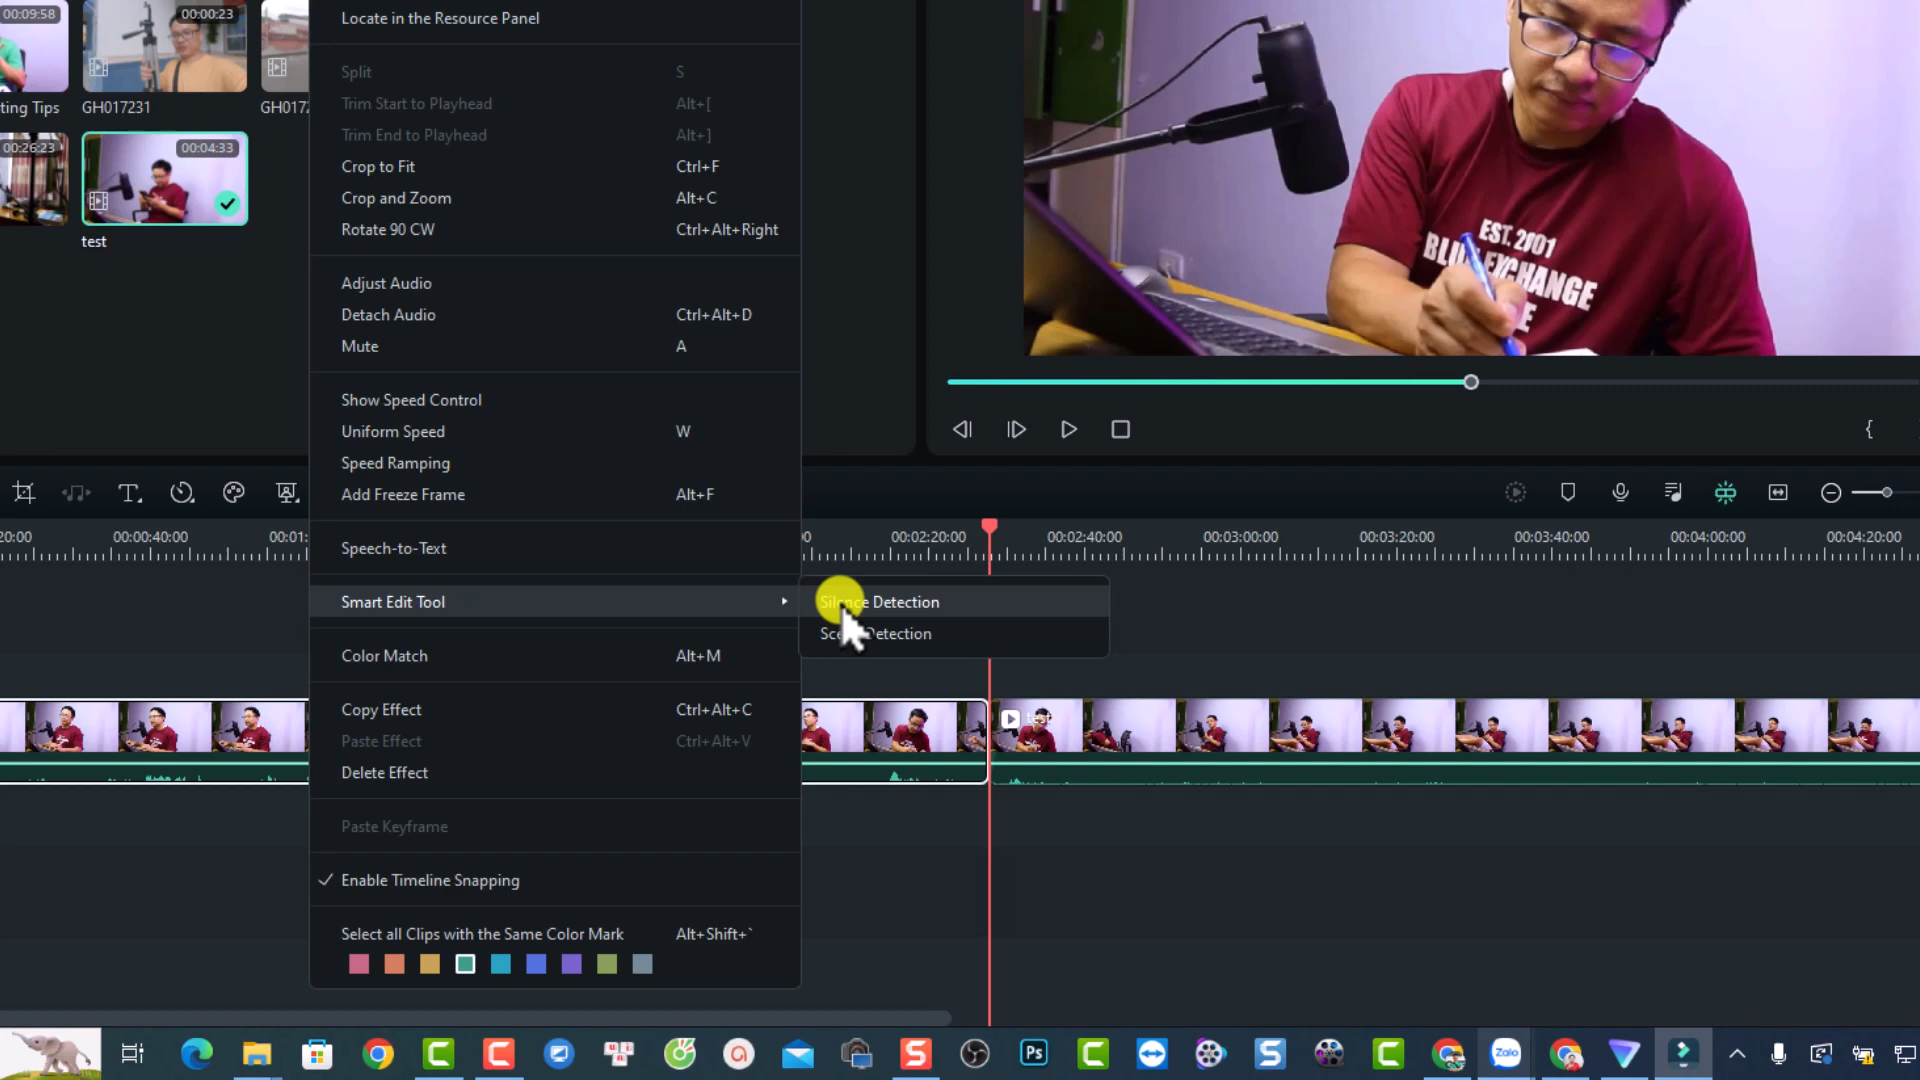 00:09:58
00:00:23
Locate in the Resource Panel
Split S
ting Tips
GH017231
GH0172
Trim Start to Playhead Alt+[
Trim End to Playhead Alt+]
00:26:23
00:04:33
Crop to Fit Ctrl+F
Crop and Zoom Alt+C
Rotate 90 CW Ctrl+Alt+Right
test
EST. 2001
Adjust Audio
Detach Audio Ctrl+Alt+D
Mute A
Show Speed Control
Uniform Speed W
Speed Ramping
Add Freeze Frame Alt+F
20:00 00:00:40:00 00:01: 00:02:20:00 00:02:40:00 00:03:00:00 00:03:20:00 00:03:40:00 00:04:00:00 00:04:20:00
Speech-to-Text
Smart Edit Tool
Silence Detection
Detection
Color Match Alt+M
Copy Effect Ctrl+Alt+C
test
Paste Effect Ctrl+Alt+V
Delete Effect
Paste Keyframe
Enable Timeline Snapping
Select all Clips with the Same Color Mark Alt+Shift+`
Ps
Zalo